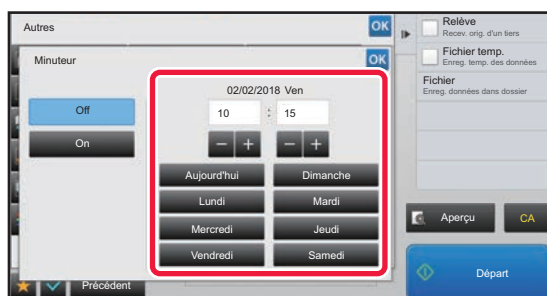 Autres
OK
Minuteur
OK
Off
On
02/02/2018 Ven
10 : 15
Aujourd'hui
Dimanche
Lundi
Mardi
Mercredi
Jeudi
Vendredi
Samedi
Précédent
Relève
Recev. orig. d'un tiers
Fichier temp.
Enreg. temp. des données
Fichier
Enreg. données dans dossier
Aperçu
CA
Départ